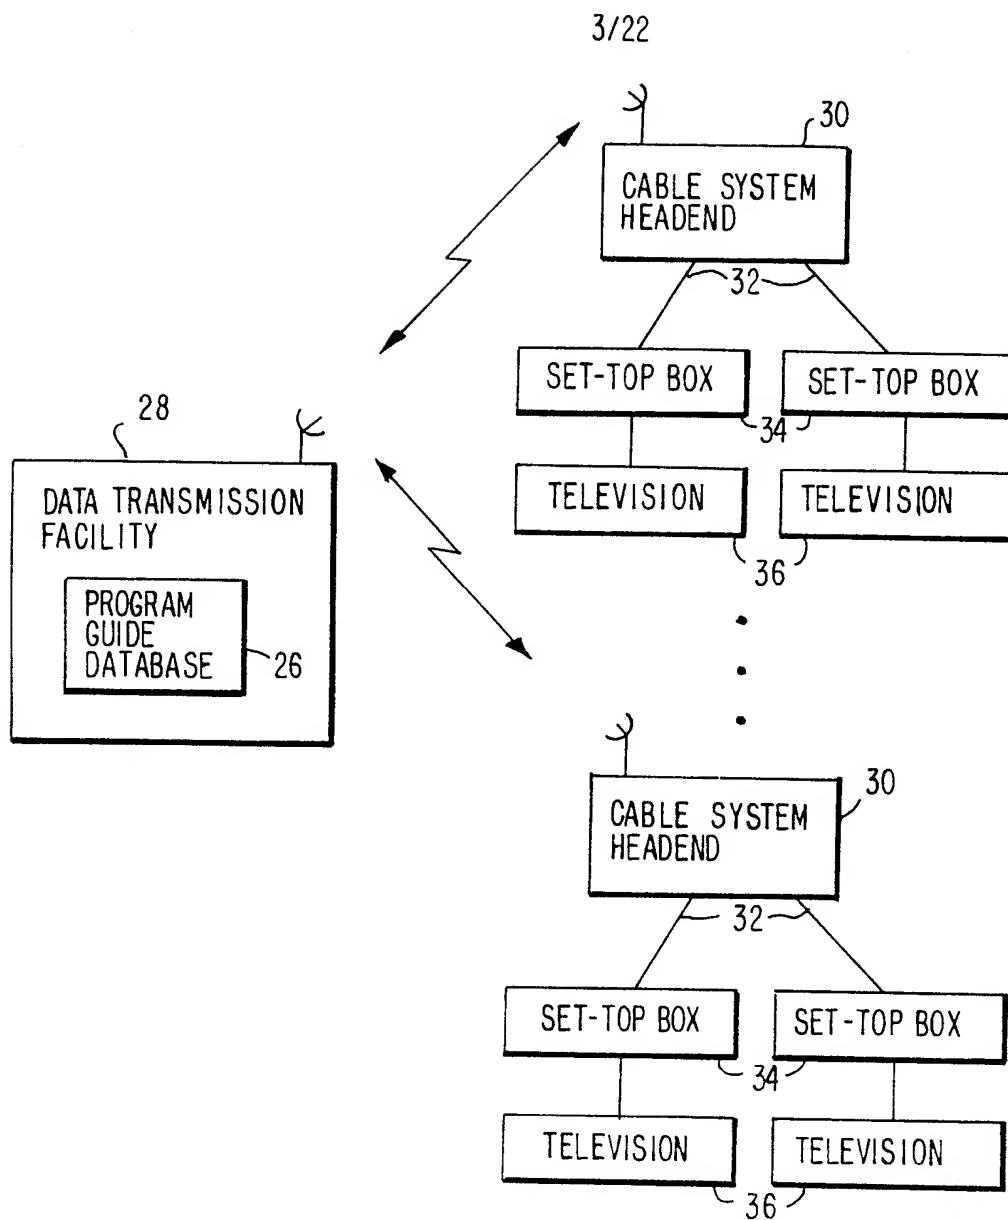 3/22
30
CABLE SYSTEM
HEADEND
32
SET-TOP BOX
SET-TOP BOX
34
TELEVISION
TELEVISION
36
28
DATA TRANSMISSION
FACILITY
PROGRAM
GUIDE
DATABASE
26
30
CABLE SYSTEM
HEADEND
32
SET-TOP BOX
SET-TOP BOX
34
TELEVISION
TELEVISION
36